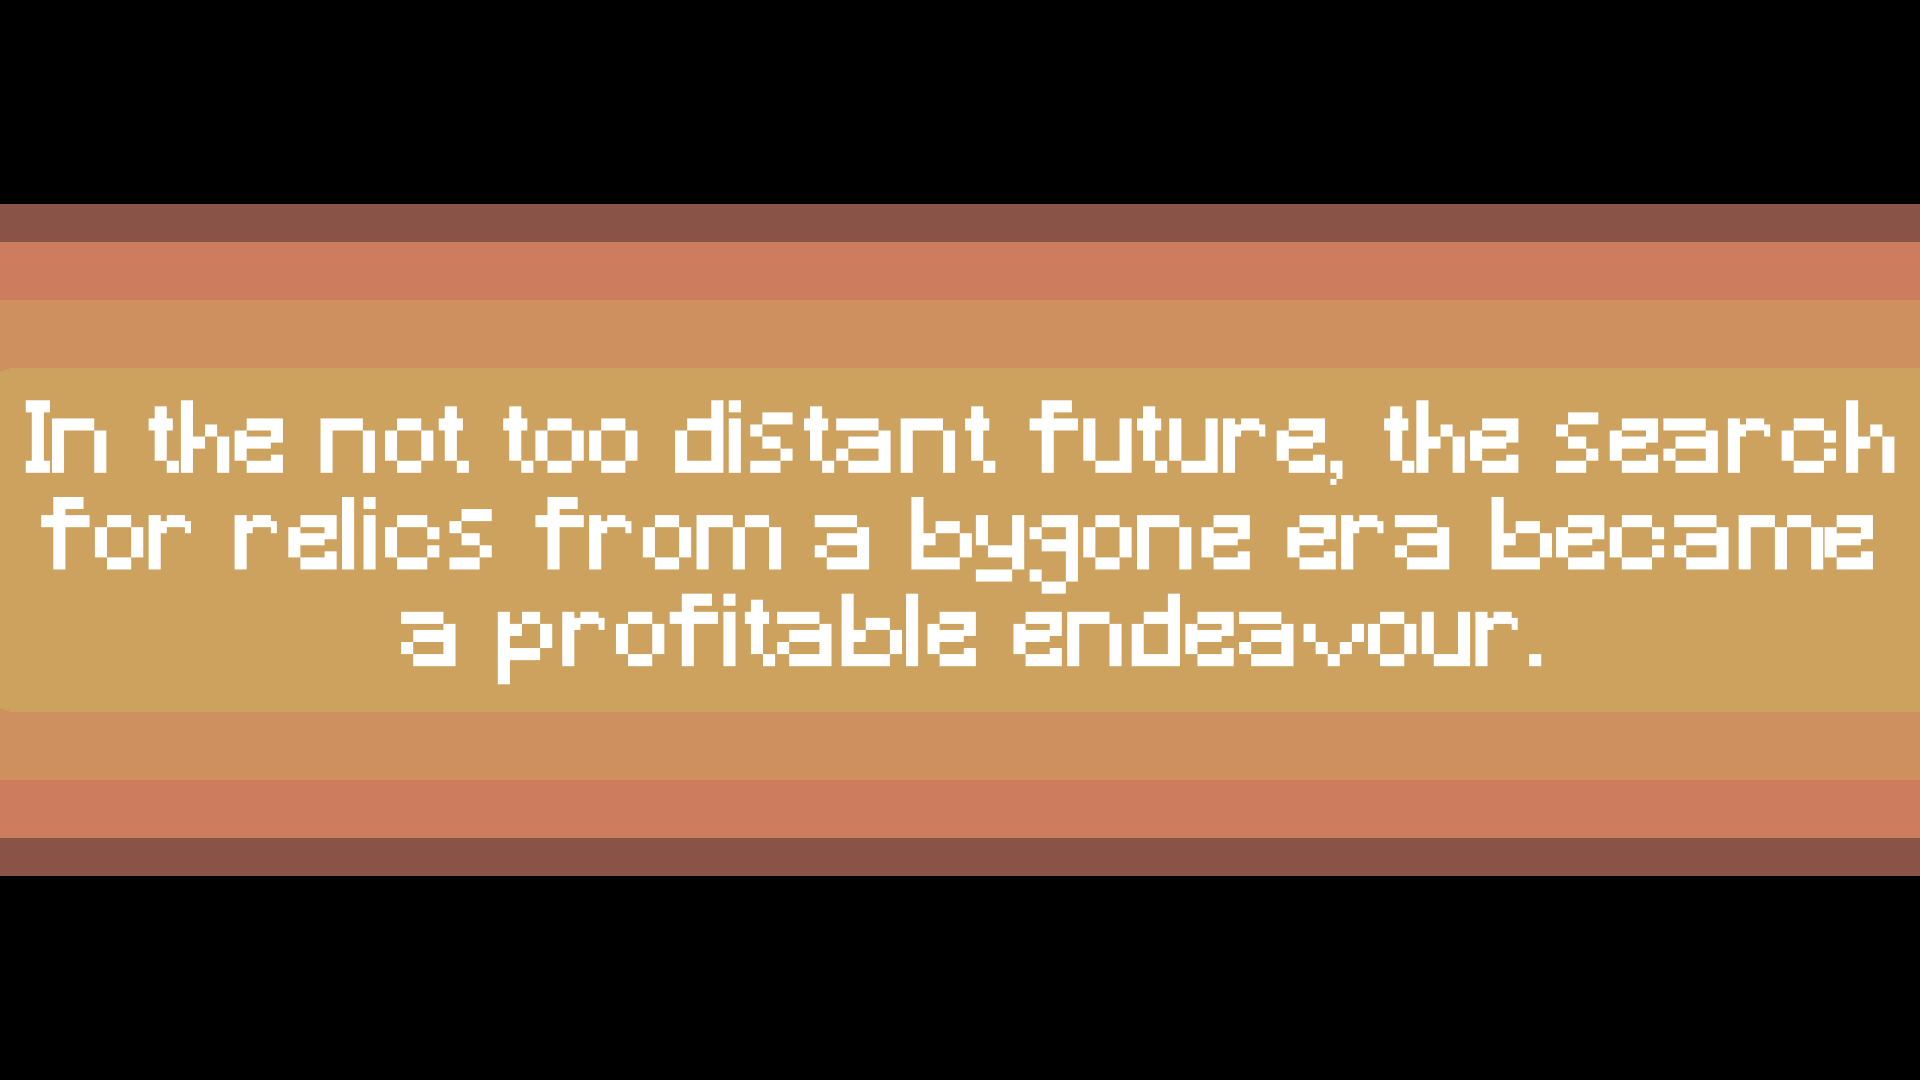 In the not too distant future, the search
for relics from a bygone era became
a profitable endeavour.